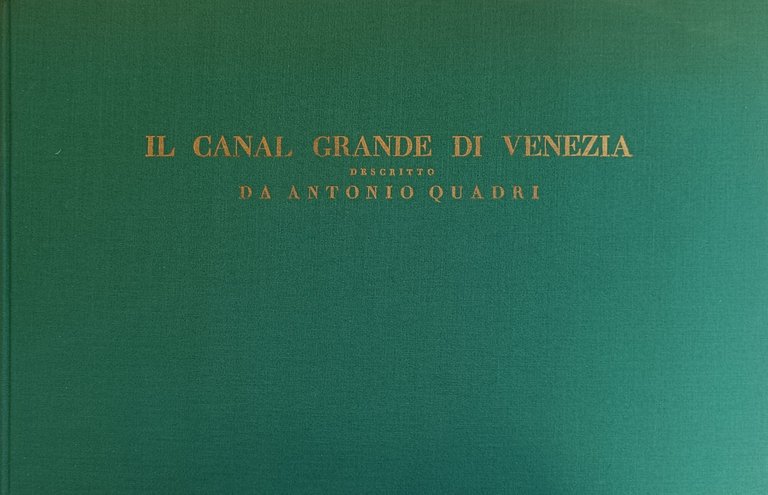 IL CANAL GRANDE DI VENEZIA
DESCRITTO
DA ANTONIO QUADRI